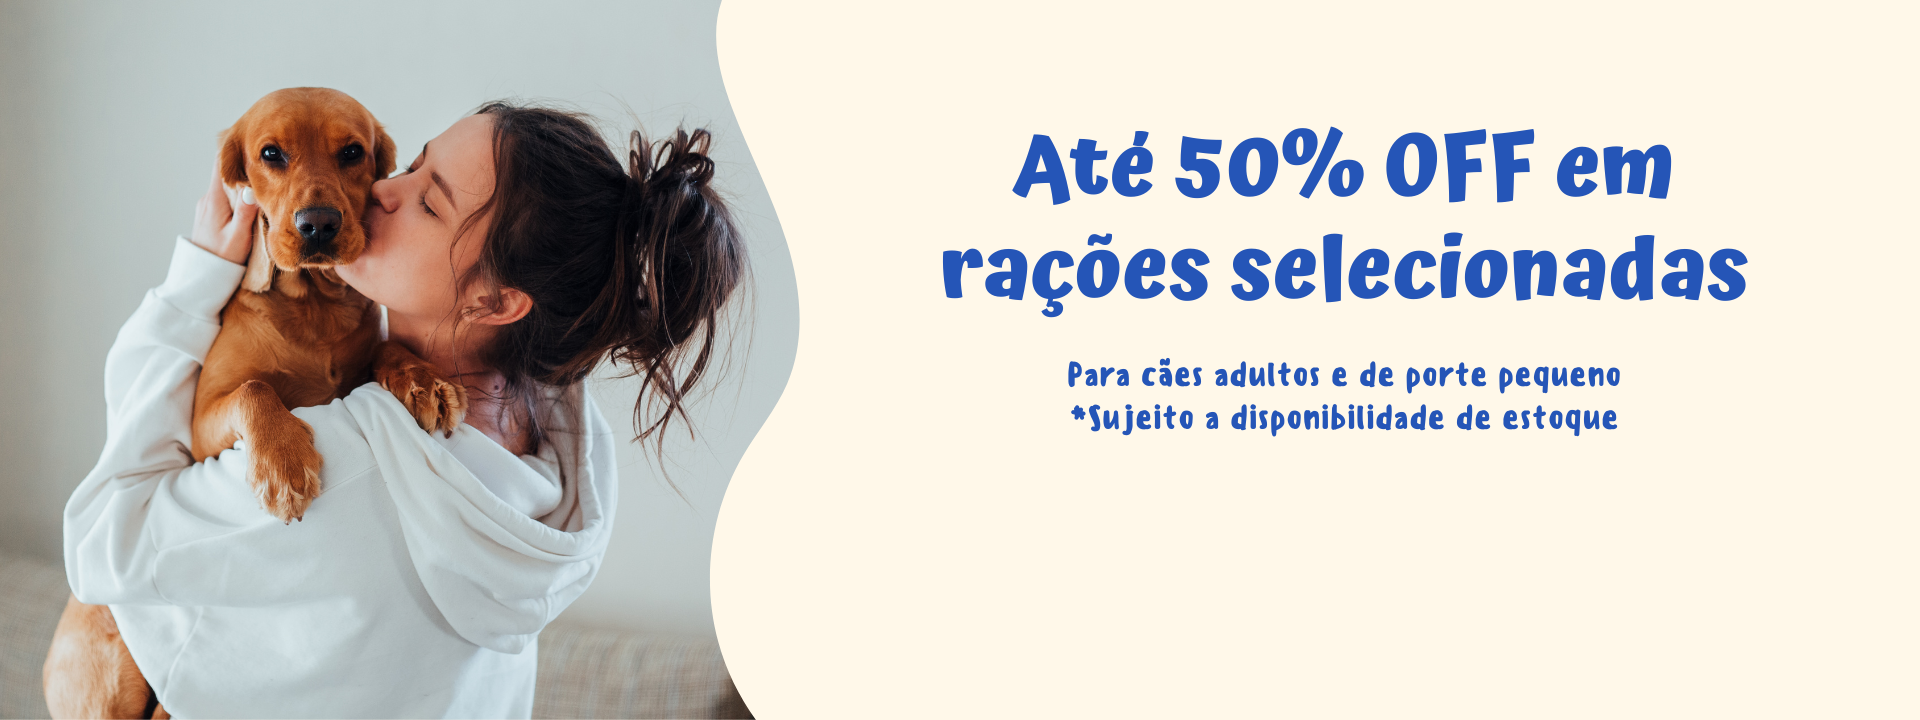 Até 50% OFF em
rações selecionadas
Para cães adultos e de porte pequeno
*Sujeito a disponibilidade de estoque